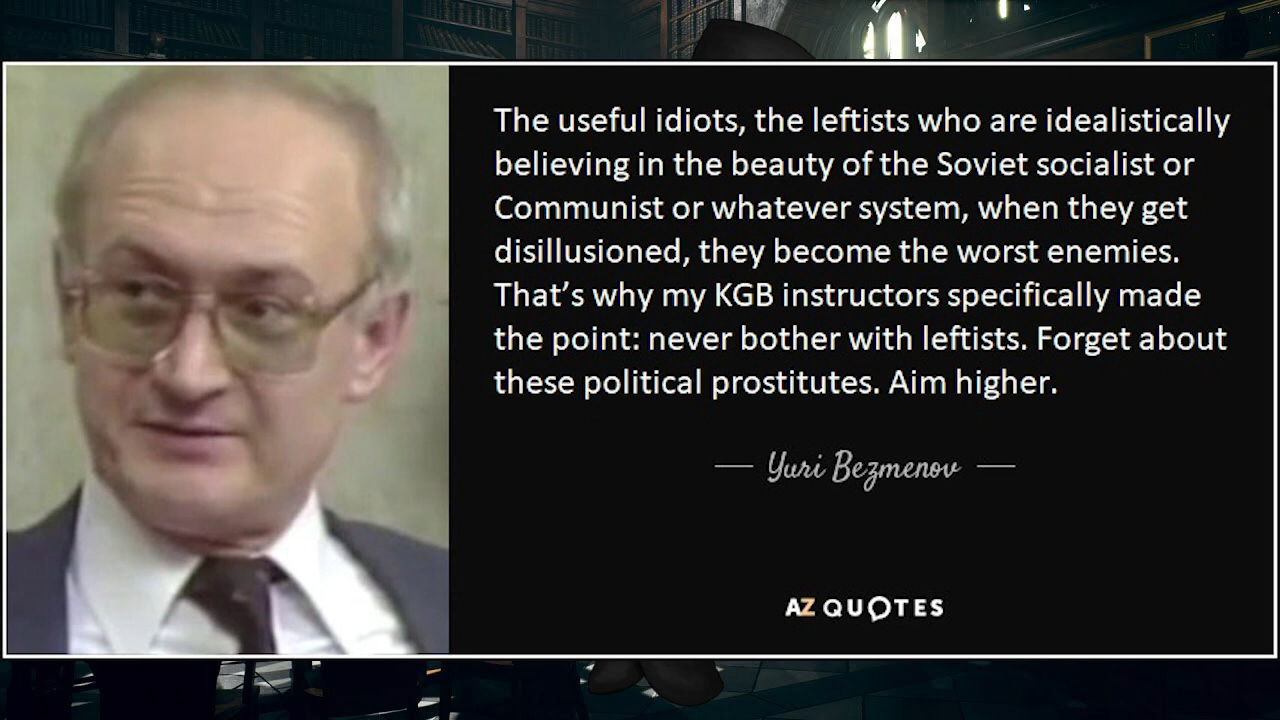 The useful idiots, the leftists who are idealistically
believing in the beauty of the Soviet socialist or
Communist or whatever system, when they get
disillusioned, they become the worst enemies.
That’s why my KGB instructors specifically made
the point: never bother with leftists. Forget about
these political prostitutes. Aim higher.
— Yuri Bezmenov —
AZ QUOTES